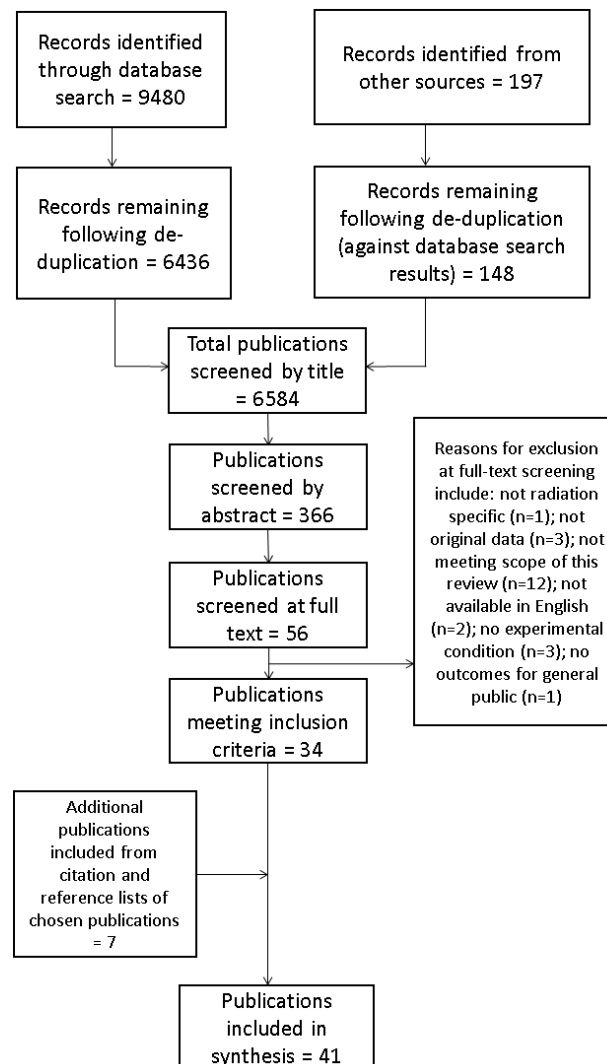 Records identified
through database
search = 9480
Records identified from
other sources = 197
Records remaining
following de-
duplication = 6436
Records remaining
following de-duplication
(against database search
results) = 148
Total publications
screened by title
= 6584
Publications
screened by
abstract = 366
Publications
screened at full
text = 56
Reasons for exclusion
at full-text screening
include: not radiation
specific (n=1); not
original data (n=3); not
meeting scope of this
review (n=12); not
available in English
(n=2); no experimental
condition (n=3); no
outcomes for general
public (n=1)
Publications
meeting inclusion
criteria = 34
Additional
publications
included from
citation and
reference lists of
chosen publications
= 7
Publications
included in
synthesis = 41